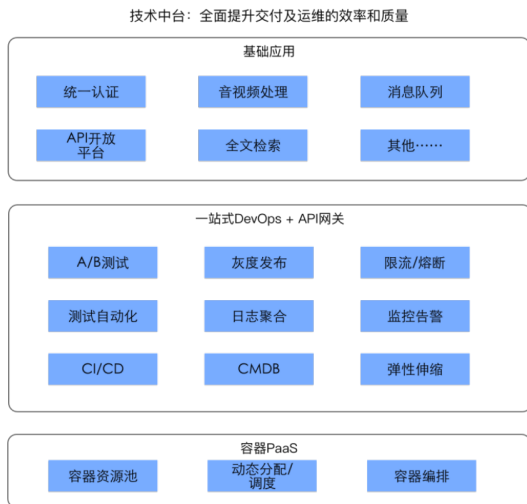 技术中台：全面提升交付及运维的效率和质量
基础应用
统一认证
音视频处理
消息队列
API开放
平台
全文检索
其他……
一站式DevOps + API网关
A/B测试
灰度发布
限流/熔断
测试自动化
日志聚合
监控告警
CI/CD
CMDB
弹性伸缩
容器PaaS
容器资源池
动态分配/
调度
容器编排